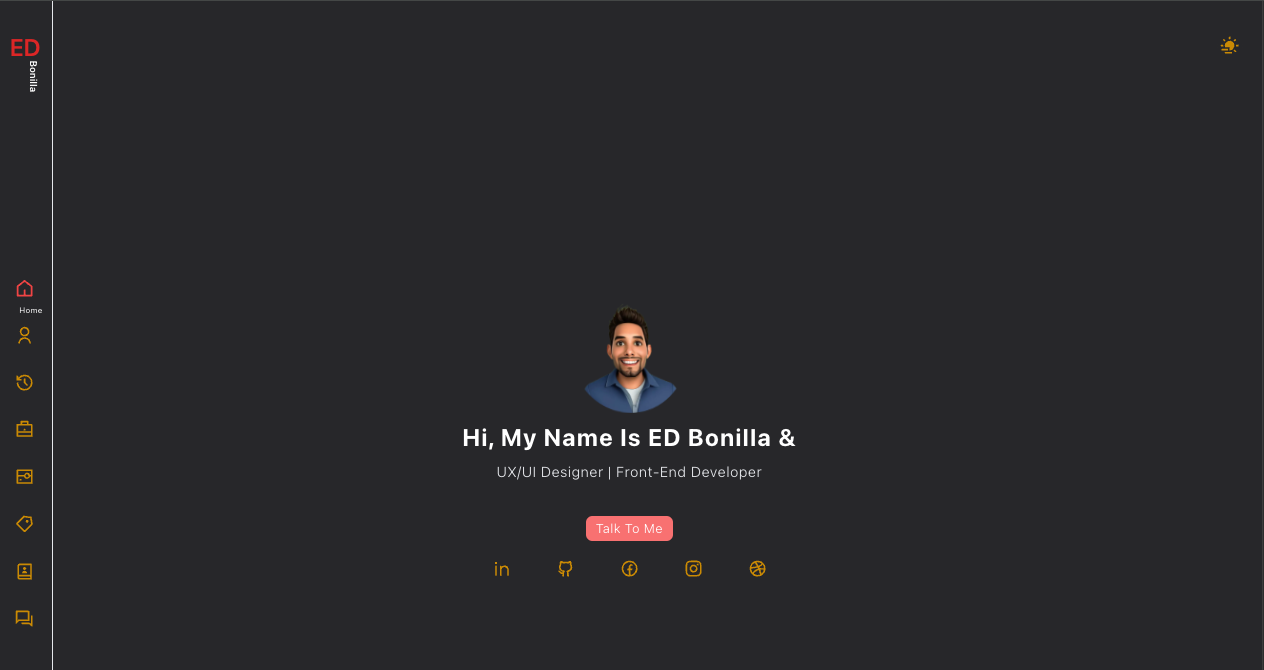 ED
Bonilla
Home
Hi, My Name Is ED Bonilla &
UX/UI Designer | Front-End Developer
Talk To Me
in